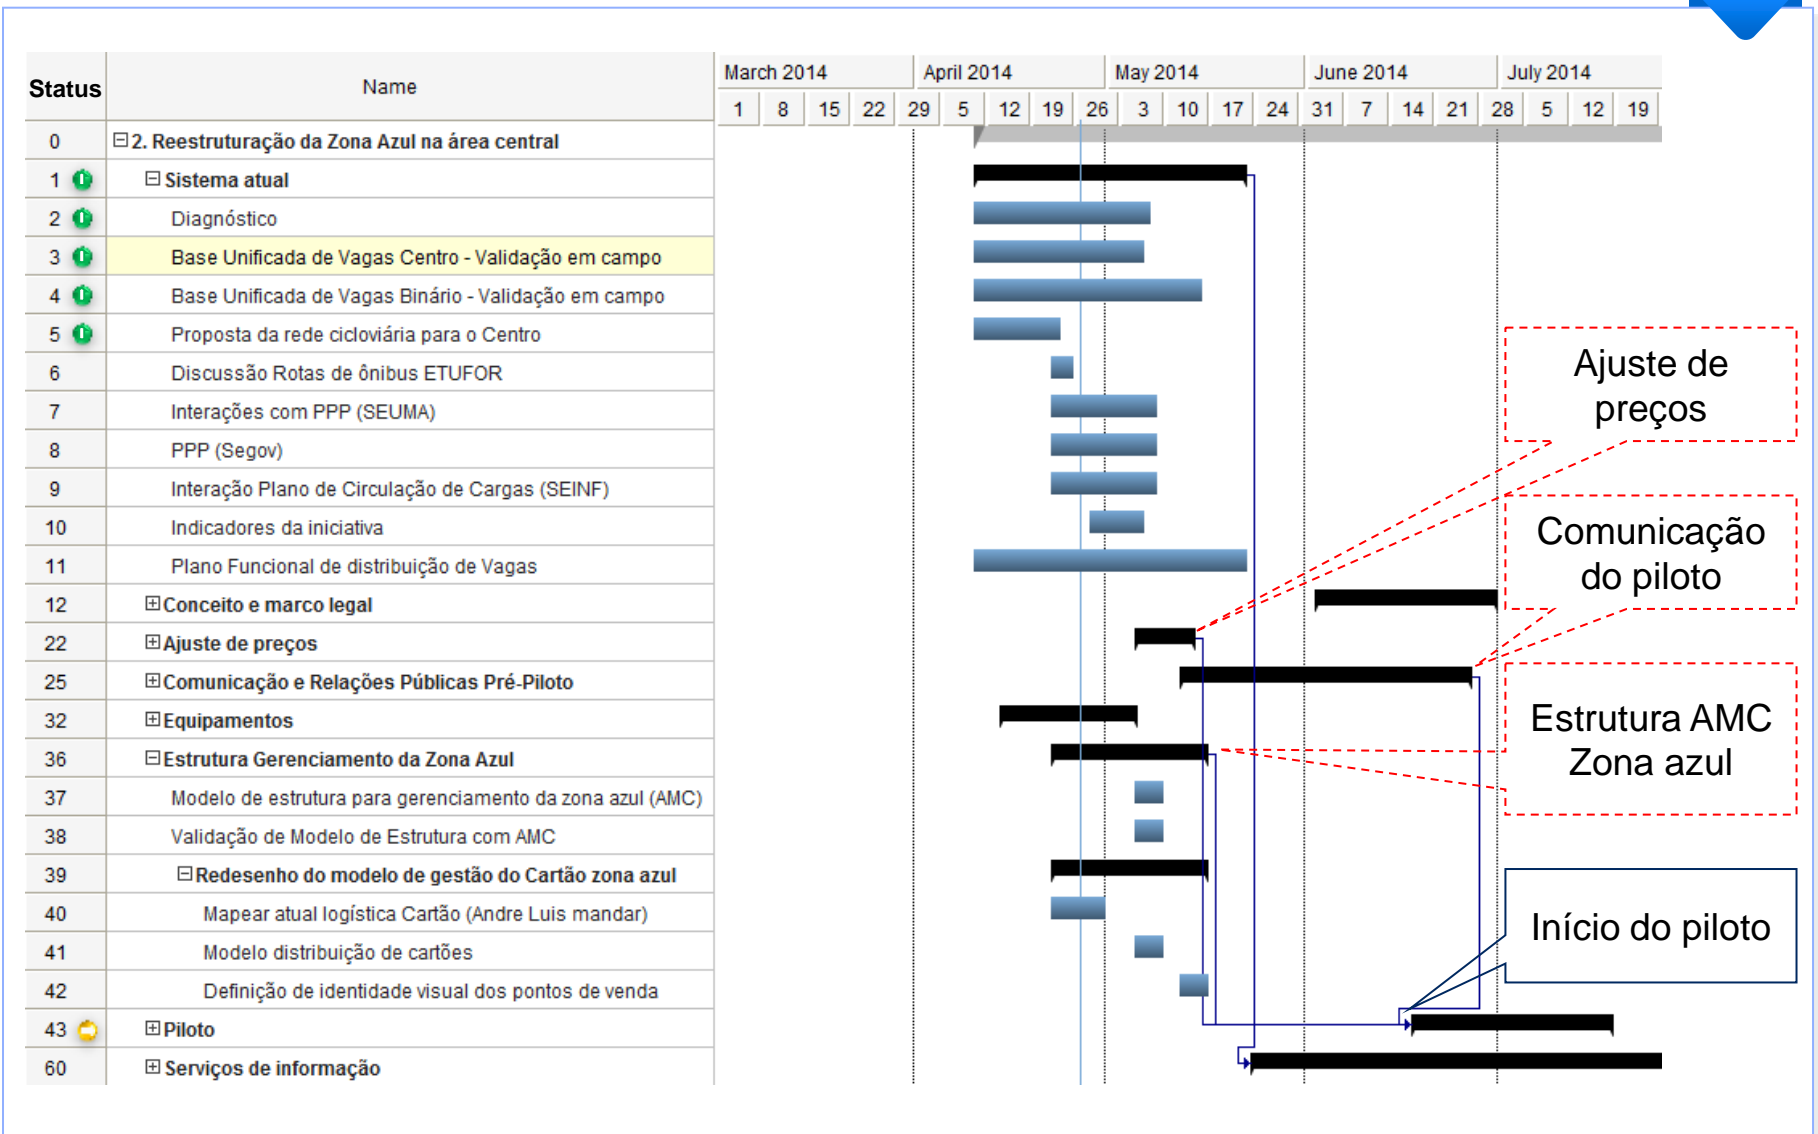 Status
Name
March 2014
April 2014
May 2014
June 2014
July 2014
1 8 15 22 29 5 12 19 26 3 10 17 24 31 7 14 21 28 5 12 19
0 2. Reestruturação da Zona Azul na área central
1 Sistema atual
2 Diagnóstico
3 Base Unificada de Vagas Centro - Validação em campo
4 Base Unificada de Vagas Binário - Validação em campo
5 Proposta da rede cicloviária para o Centro
6 Discussão Rotas de ônibus ETUFOR
7 Interações com PPP (SEUMA)
8 PPP (Segov)
9 Interação Plano de Circulação de Cargas (SEINF)
10 Indicadores da iniciativa
11 Plano Funcional de distribuição de Vagas
12 Conceito e marco legal
22 Ajuste de preços
25 Comunicação e Relações Públicas Pré-Piloto
32 Equipamentos
36 Estrutura Gerenciamento da Zona Azul
37 Modelo de estrutura para gerenciamento da zona azul (AMC)
38 Validação de Modelo de Estrutura com AMC
39 Redesenho do modelo de gestão do Cartão zona azul
40 Mapear atual logística Cartão (Andre Luis mandar)
41 Modelo distribuição de cartões
42 Definição de identidade visual dos pontos de venda
43 Piloto
60 Serviços de informação
Ajuste de
preços
Comunicação
do piloto
Estrutura AMC
Zona azul
Início do piloto